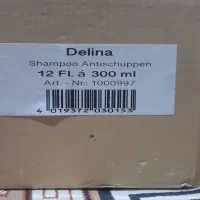 Delina
Shampoo Antischuppen
12 Fl. á 300 ml
Art. - Nr.: 1000997
4 019372 030153